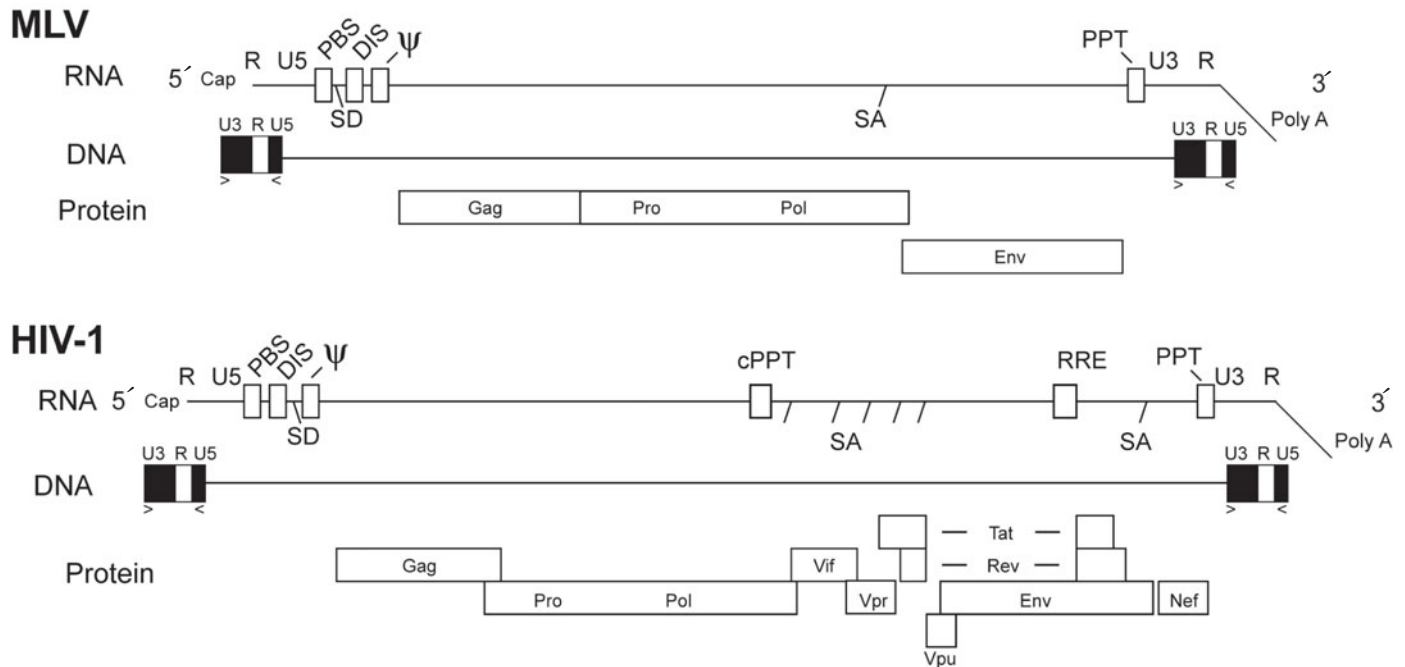 MLV
PBS DIS ψ PPT
R U5 U3 R
RNA 5´ Cap 3´
SD SA Poly A
U3 R U5 U3 R U5
DNA
> < > <
Protein Gag Pro Pol
Env
HIV-1
PBS DIS ψ cPPT RRE PPT
R U5 U3 R
RNA 5´ Cap 3´
SD SA SA Poly A
U3 R U5 U3 R U5
DNA
> < > <
Tat
Protein Gag Vif Rev
Pro Pol Vpr Env Nef
Vpu